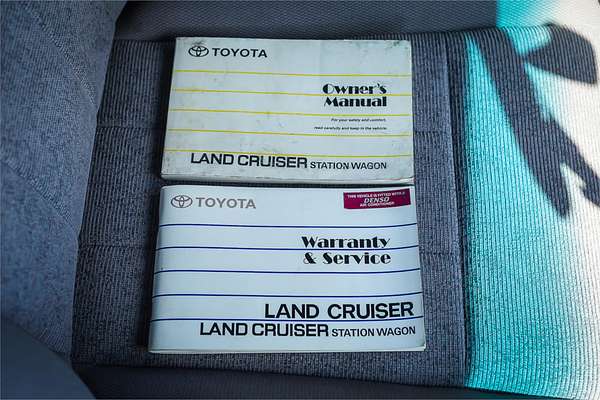 TOYOTA
Owner's
Manual
For your safety and comfort,
read carefully and keep in the vehicle.
LAND CRUISER STATION WAGON
TOYOTA
THIS VEHICLE IS FITTED WITH A
DENSO
AIR CONDITIONER
Warranty
& Service
LAND CRUISER
LAND CRUISER STATION WAGON